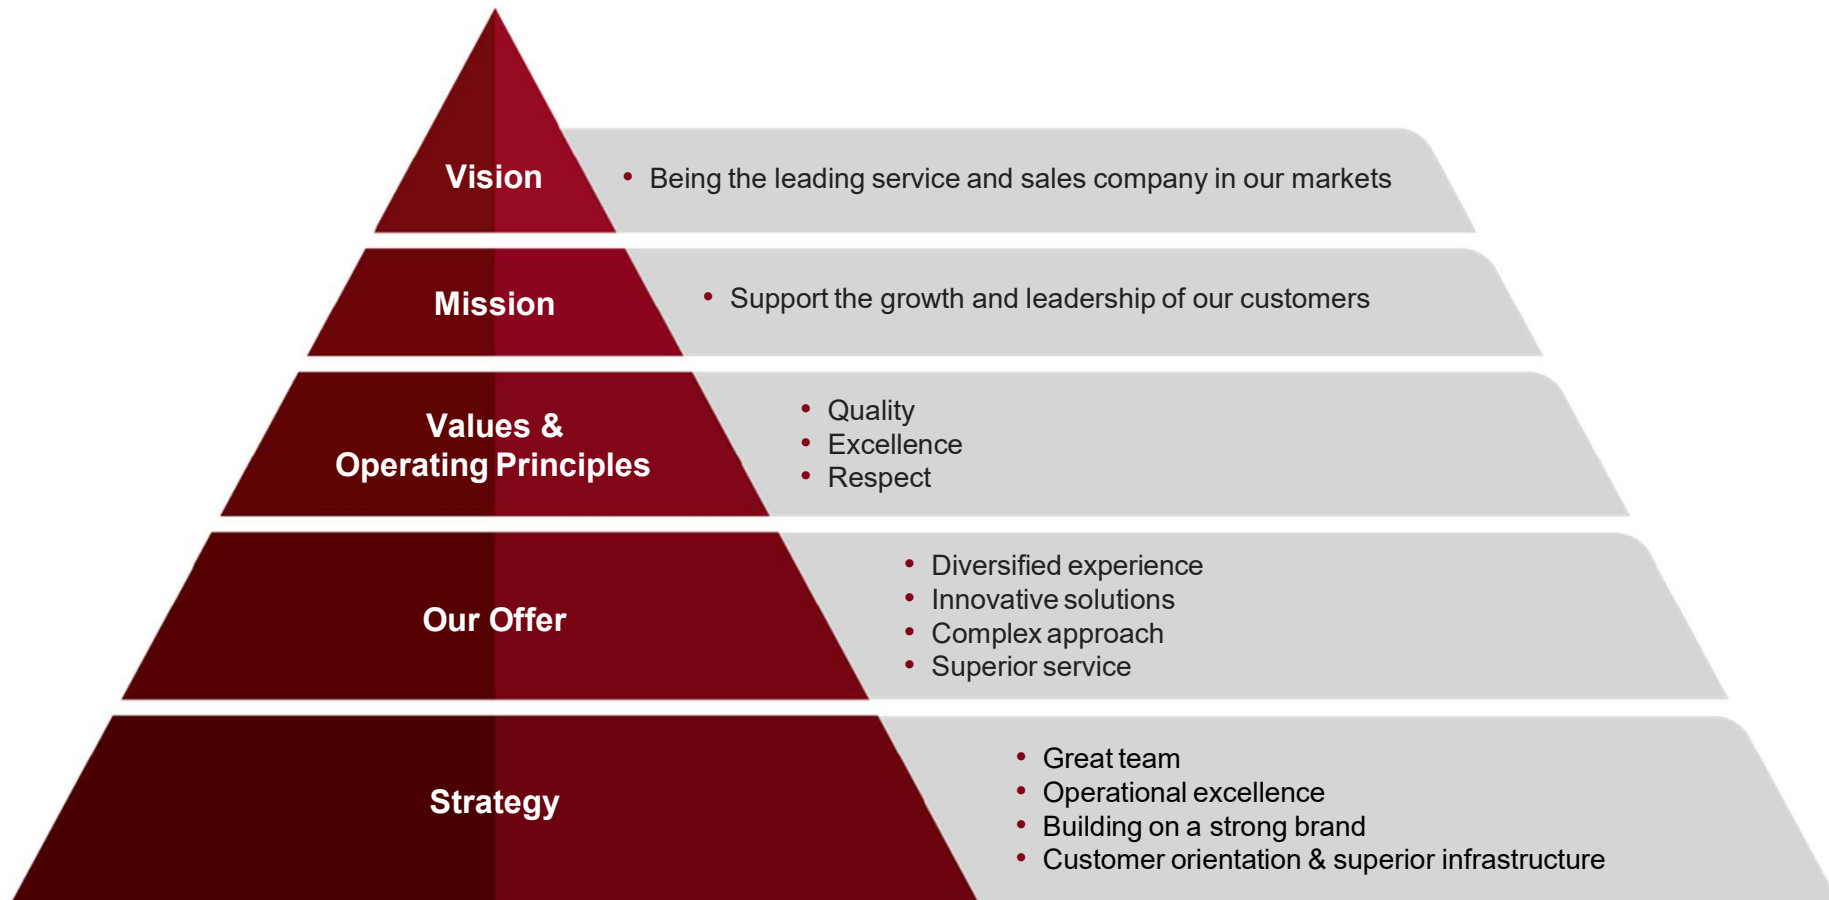 Vision
• Being the leading service and sales company in our markets
Mission
• Support the growth and leadership of our customers
Values &
Operating Principles
• Quality
• Excellence
• Respect
Our Offer
• Diversified experience
• Innovative solutions
• Complex approach
• Superior service
Strategy
• Great team
• Operational excellence
• Building on a strong brand
• Customer orientation & superior infrastructure